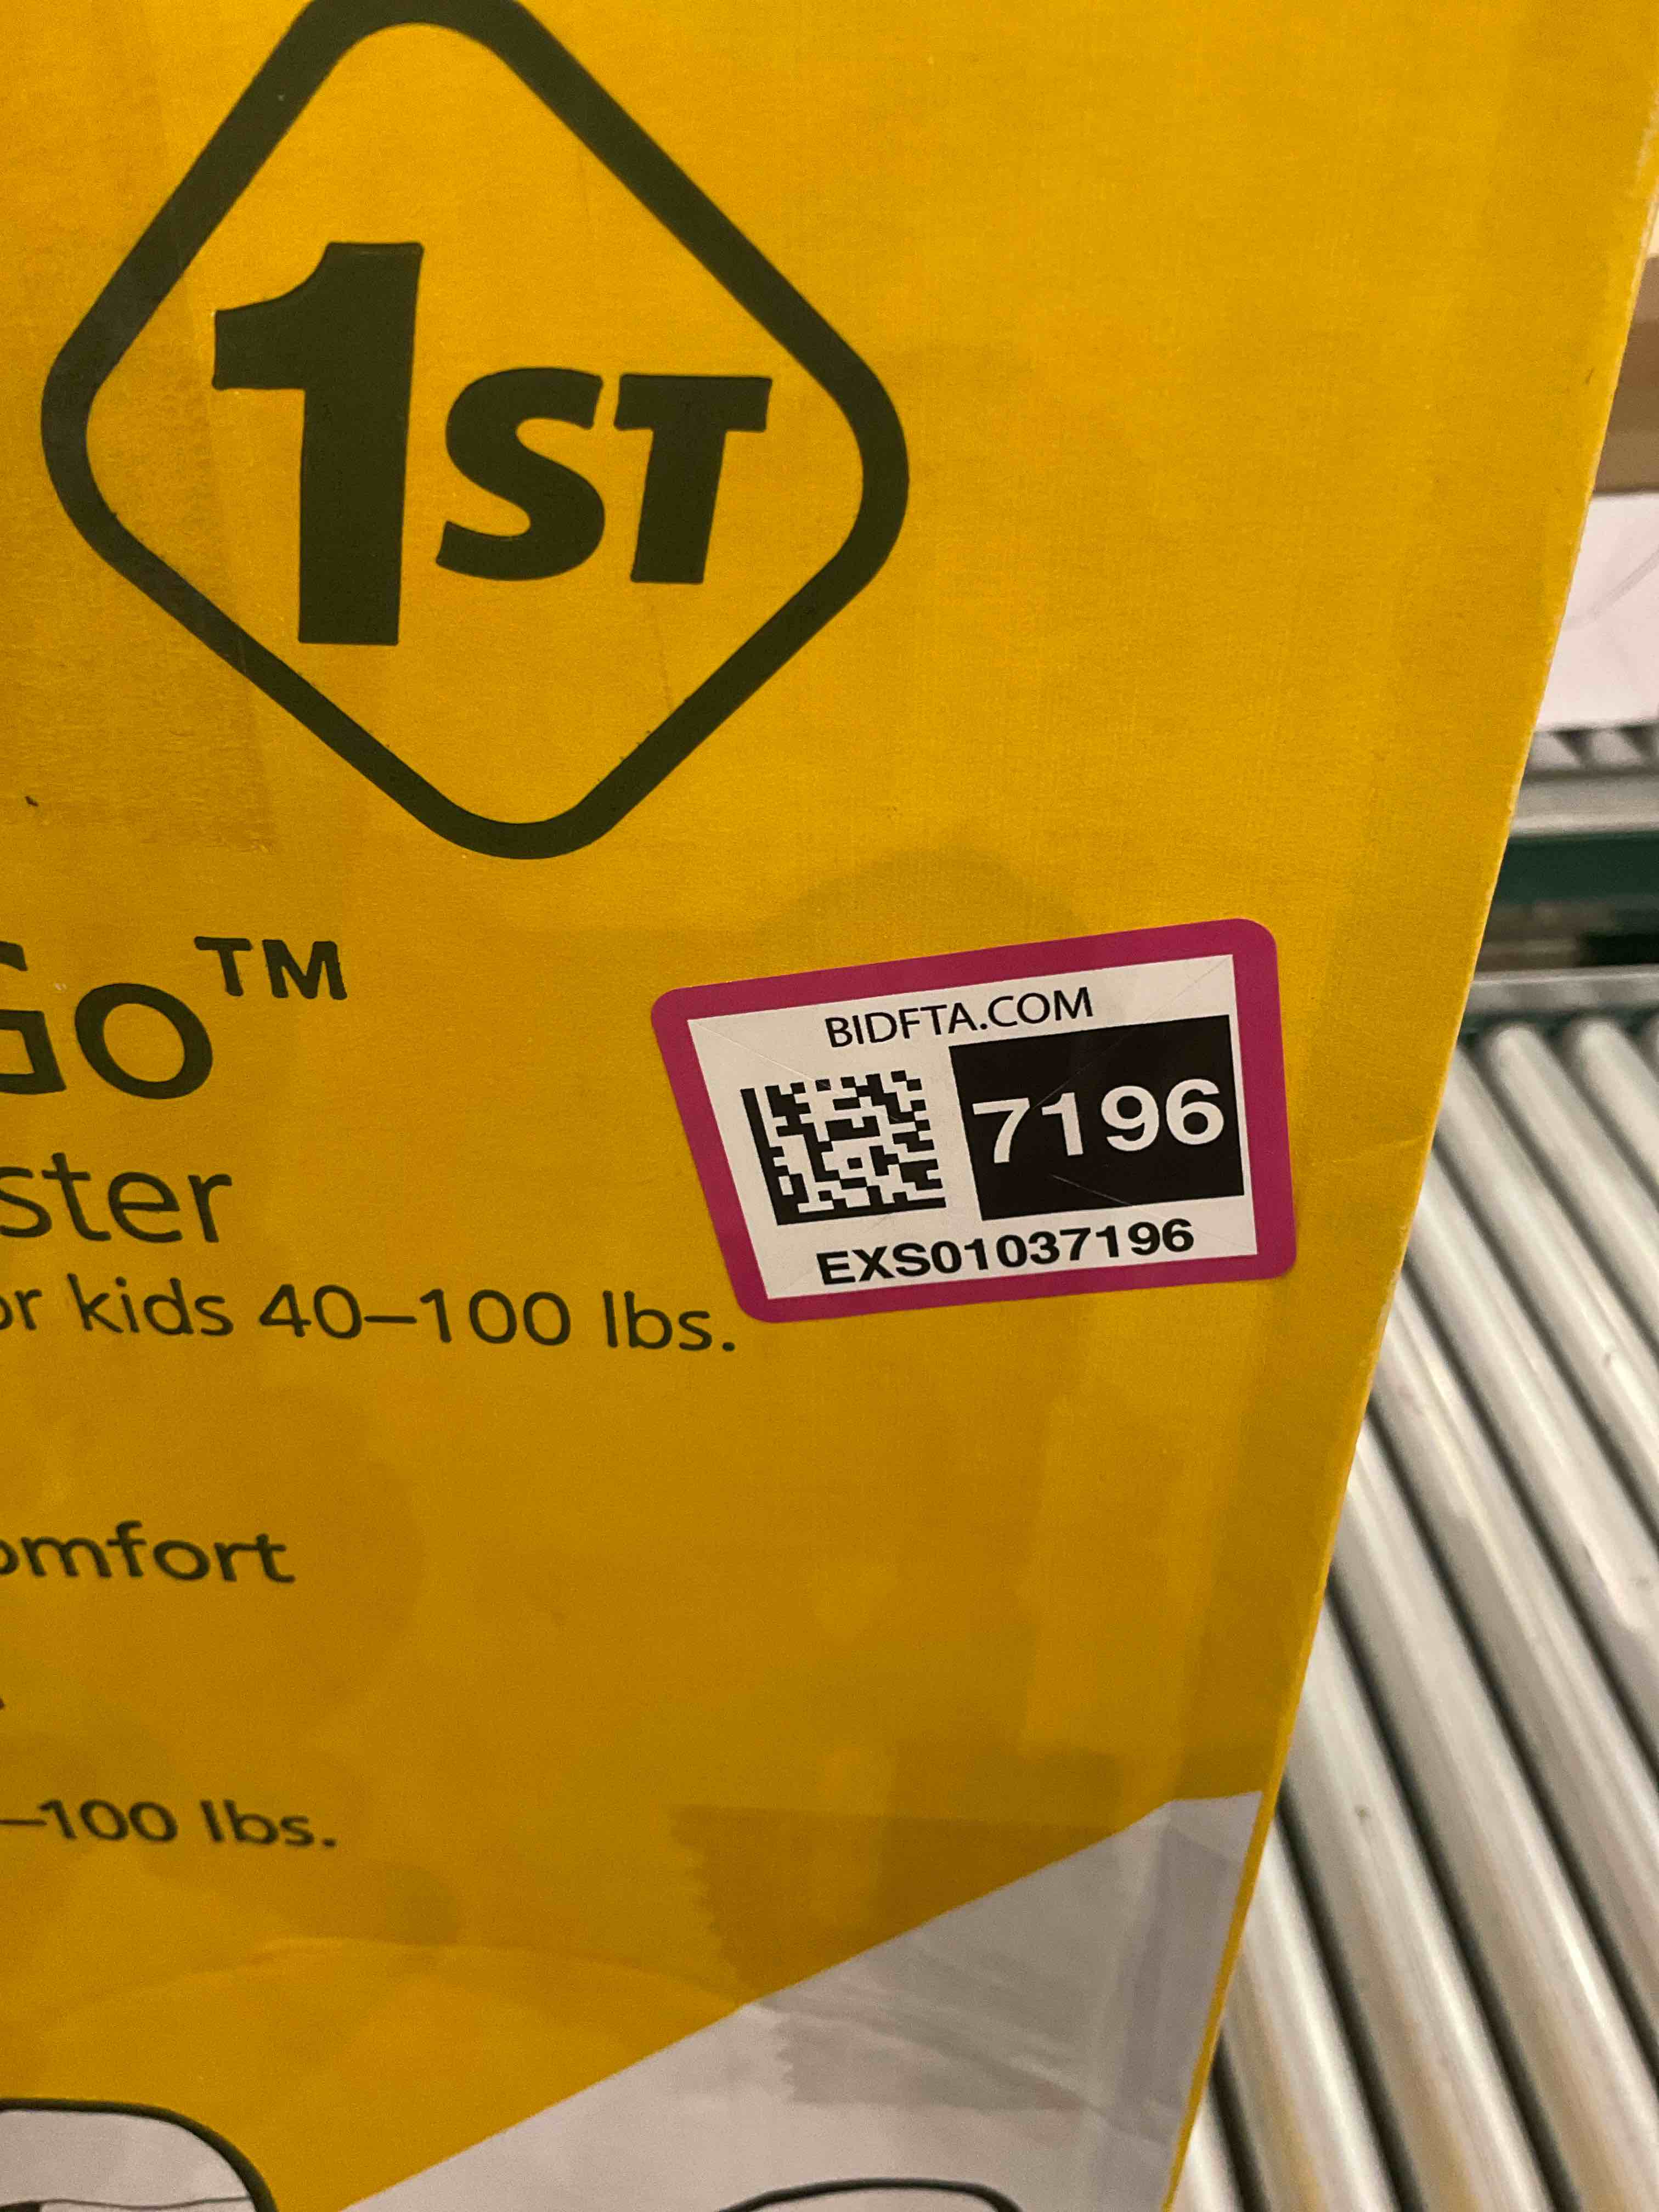 1ST
Go™
BIDFTA.COM
7196
EXS01037196
ster
or kids 40–100 lbs.
omfort
–100 lbs.